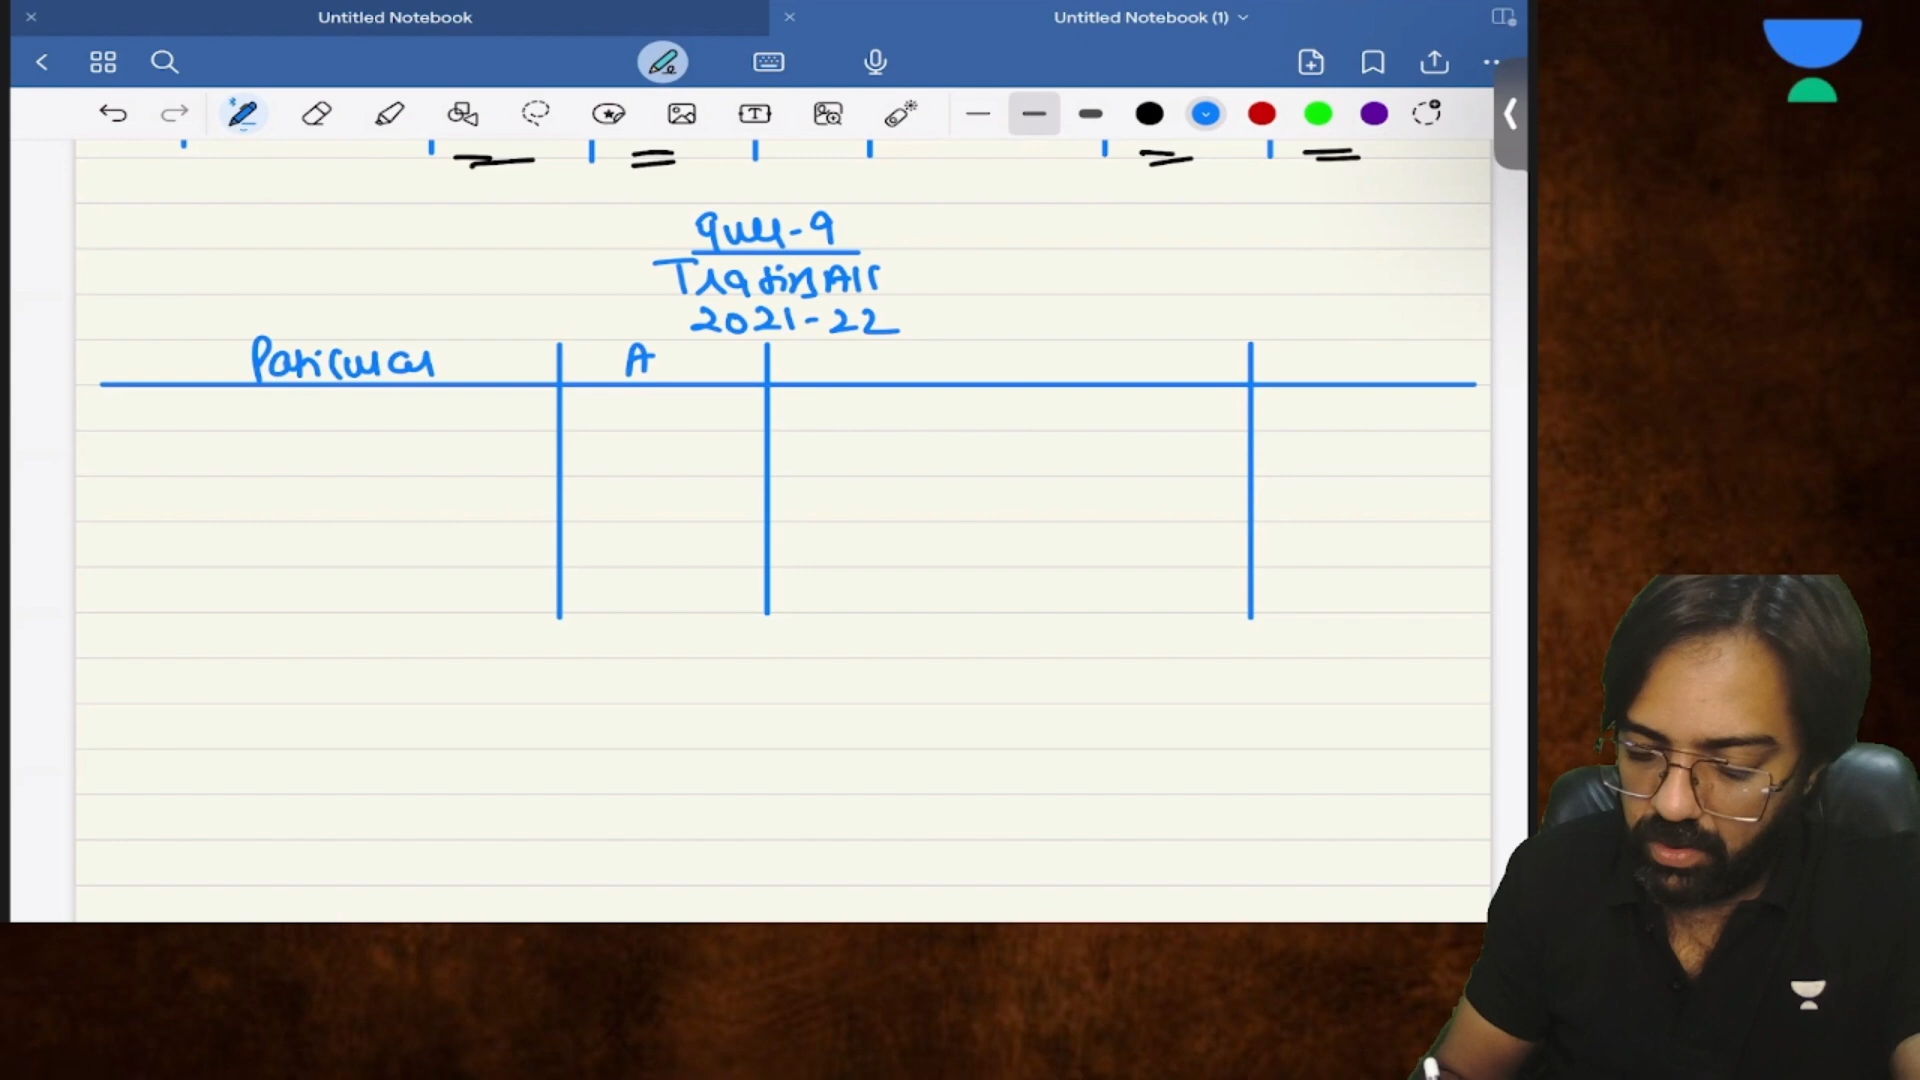 Untitled Notebook
Untitled Notebook (1)
Ques-9
Trading A/c
2021-22
Particular A